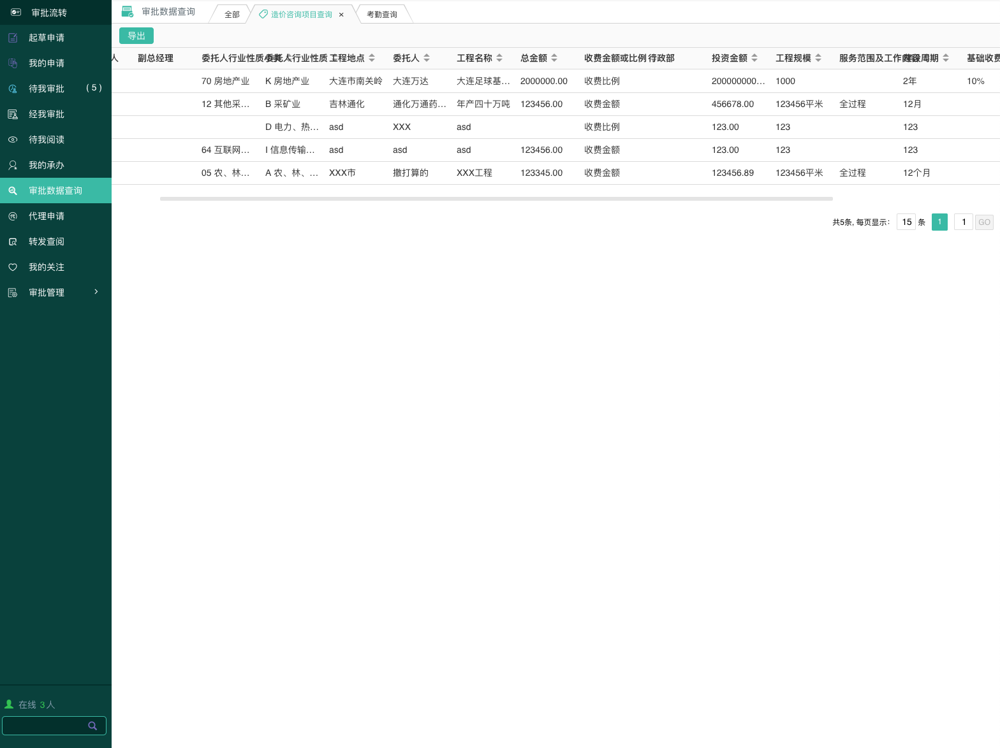 审批流转
起草申请
我的申请
待我审批 ( 5 )
经我审批
待我阅读
我的承办
审批数据查询
代理申请
转发查阅
我的关注
审批管理
在线 3人
审批数据查询 全部 造价咨询项目查询 × 考勤查询
导出
人 副总经理 委托人行业性质 委托人行业性质 工程地点 委托人 工程名称 总金额 收费金额或比例 行政部 投资金额 工程规模 服务范围及工作内容 建设周期 基础收费
70 房地产业 K 房地产业 大连市南关岭 大连万达 大连足球基... 2000000.00 收费比例 200000000... 1000 2年 10%
12 其他采... B 采矿业 吉林通化 通化万通药... 年产四十万吨 123456.00 收费金额 456678.00 123456平米 全过程 12月
D 电力、热... asd XXX asd 收费比例 123.00 123 123
64 互联网... I 信息传输... asd asd asd 123456.00 收费金额 123.00 123 123
05 农、林... A 农、林、... XXX市 撒打算的 XXX工程 123345.00 收费金额 123456.89 123456平米 全过程 12个月
共5条, 每页显示: 15 条 1 1 GO